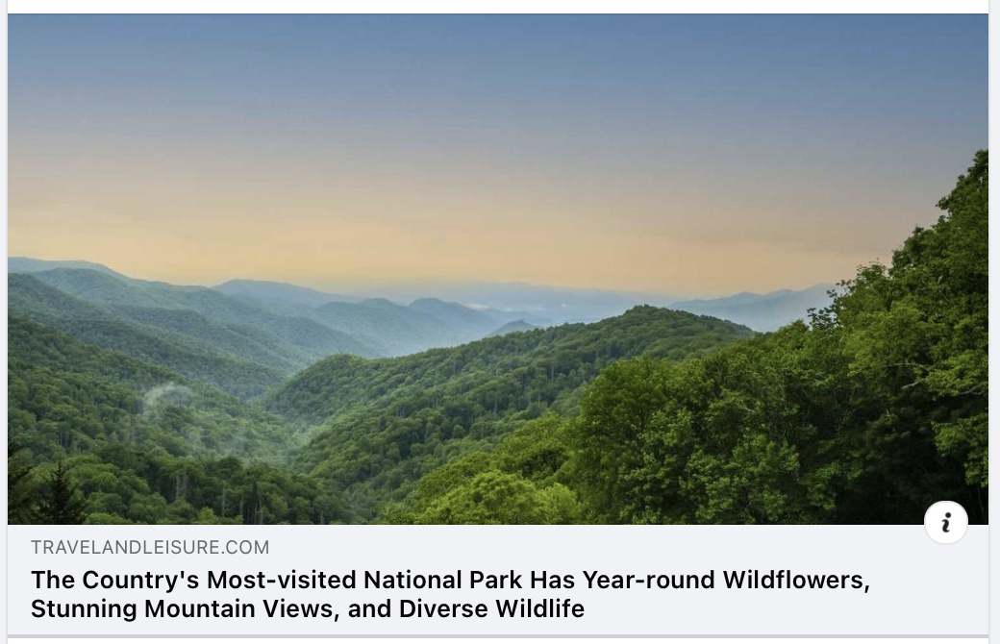 TRAVELANDLEISURE.COM
The Country's Most-visited National Park Has Year-round Wildflowers,
Stunning Mountain Views, and Diverse Wildlife